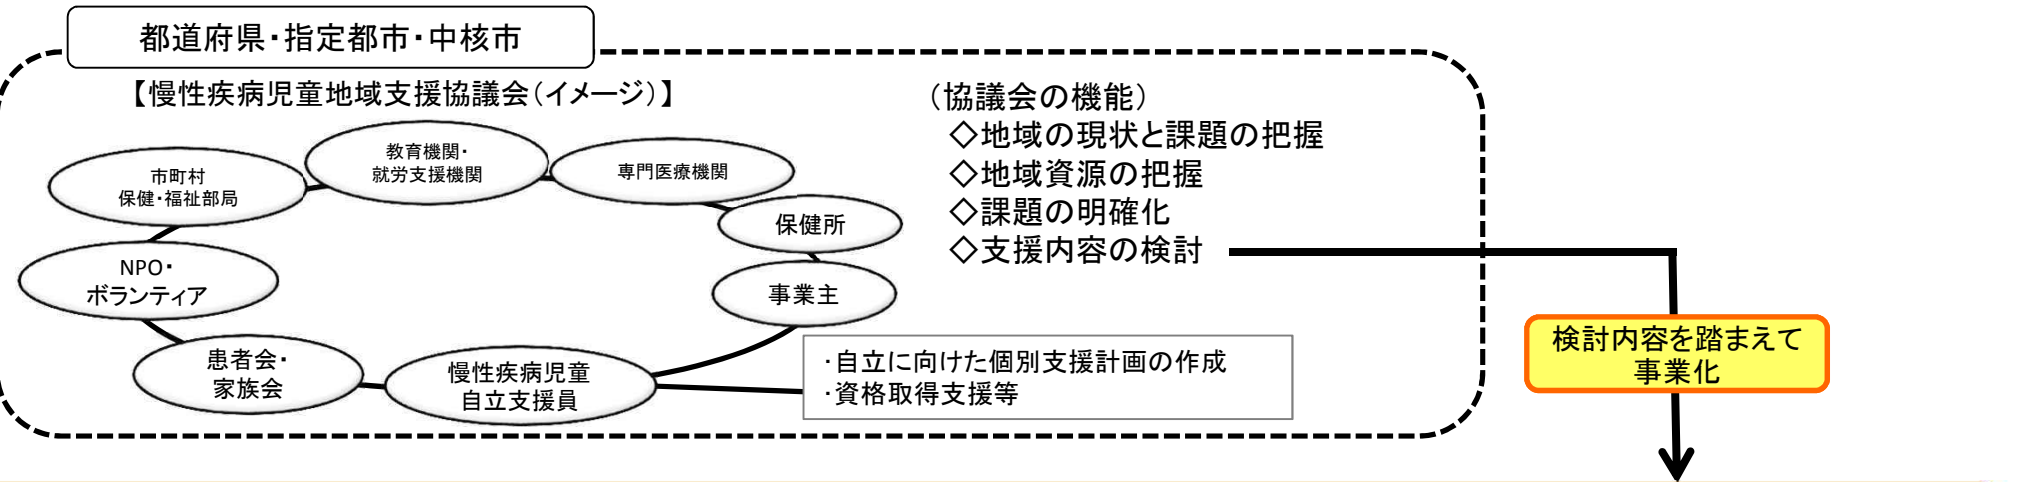 都道府県・指定都市・中核市
【慢性疾病児童地域支援協議会(イメージ)】
教育機関・
就労支援機関
市町村
保健・福祉部局
専門医療機関
保健所
NPO・
ボランティア
事業主
患者会・
家族会
慢性疾病児童
自立支援員
・自立に向けた個別支援計画の作成
・資格取得支援等
(協議会の機能)
◇地域の現状と課題の把握
◇地域資源の把握
◇課題の明確化
◇支援内容の検討
検討内容を踏まえて
事業化